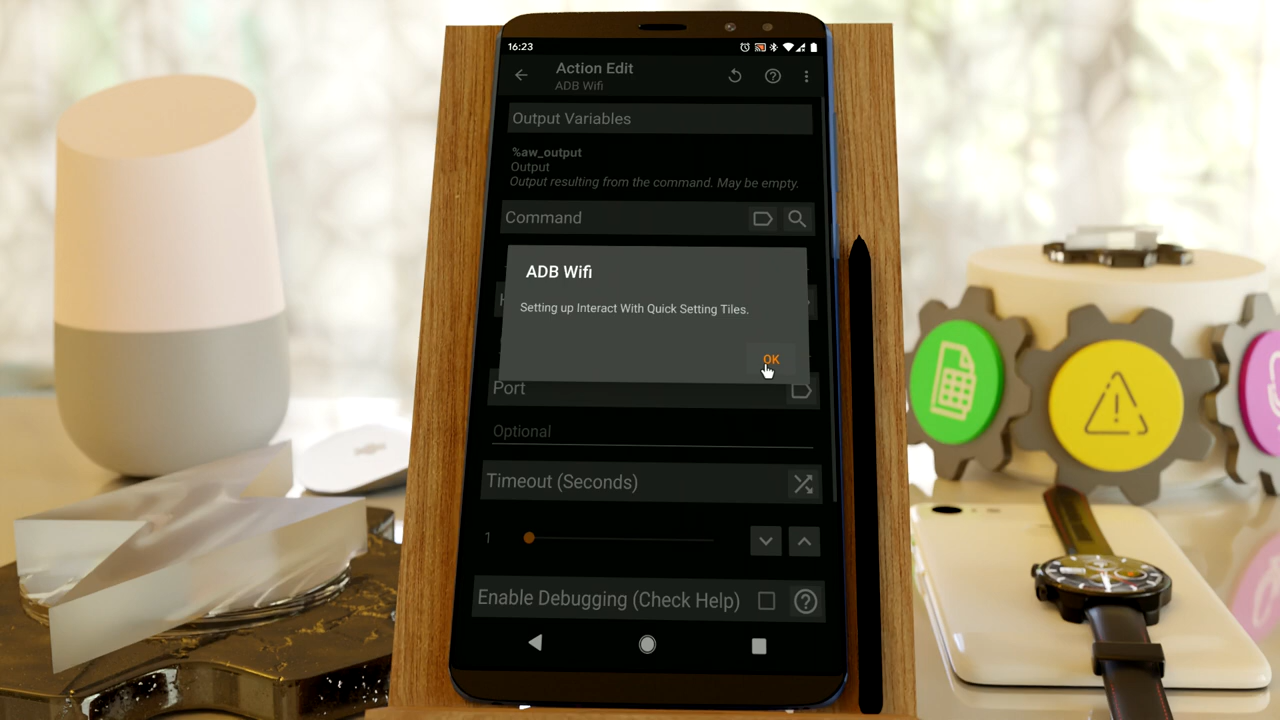 16:23
Action Edit
ADB Wifi
Output Variables
%aw_output
Output
Output resulting from the command. May be empty.
Command
ADB Wifi
Setting up Interact With Quick Setting Tiles.
OK
Port
Optional
Timeout (Seconds)
1
Enable Debugging (Check Help)